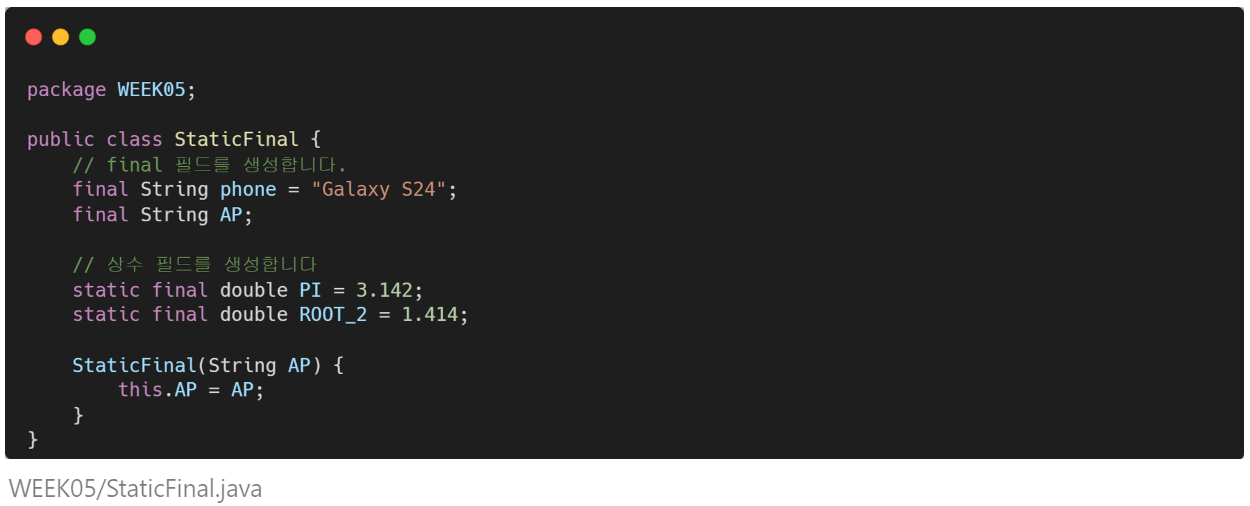 package WEEK05;
public class StaticFinal {
// final 필드를 생성합니다.
final String phone = "Galaxy S24";
final String AP;
// 상수 필드를 생성합니다
static final double PI = 3.142;
static final double ROOT_2 = 1.414;
StaticFinal(String AP) {
this.AP = AP;
}
}
WEEK05/StaticFinal.java